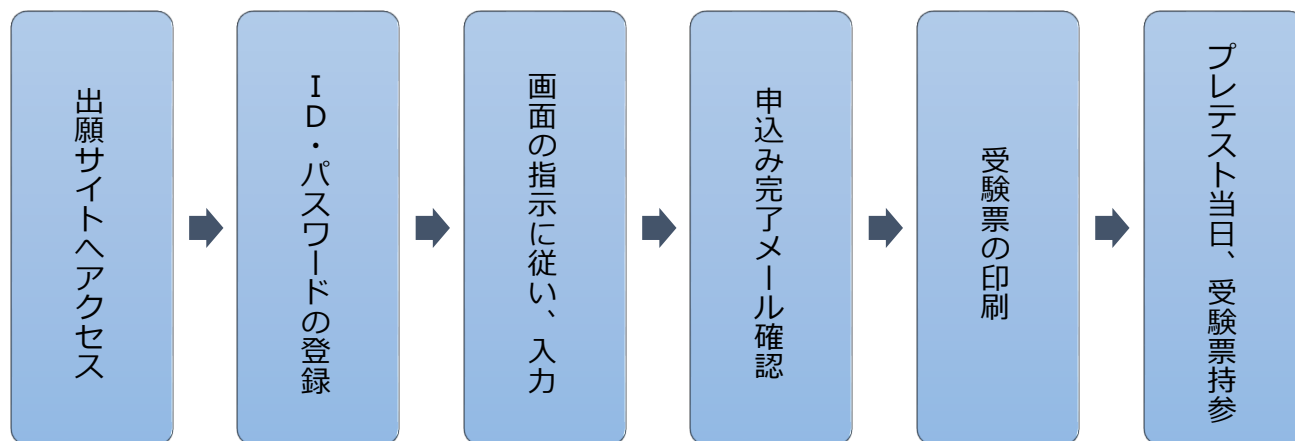 出願サイトへアクセス
ＩＤ・パスワードの登録
画面の指示に従い、入力
申込み完了メール確認
受験票の印刷
プレテスト当日、受験票持参